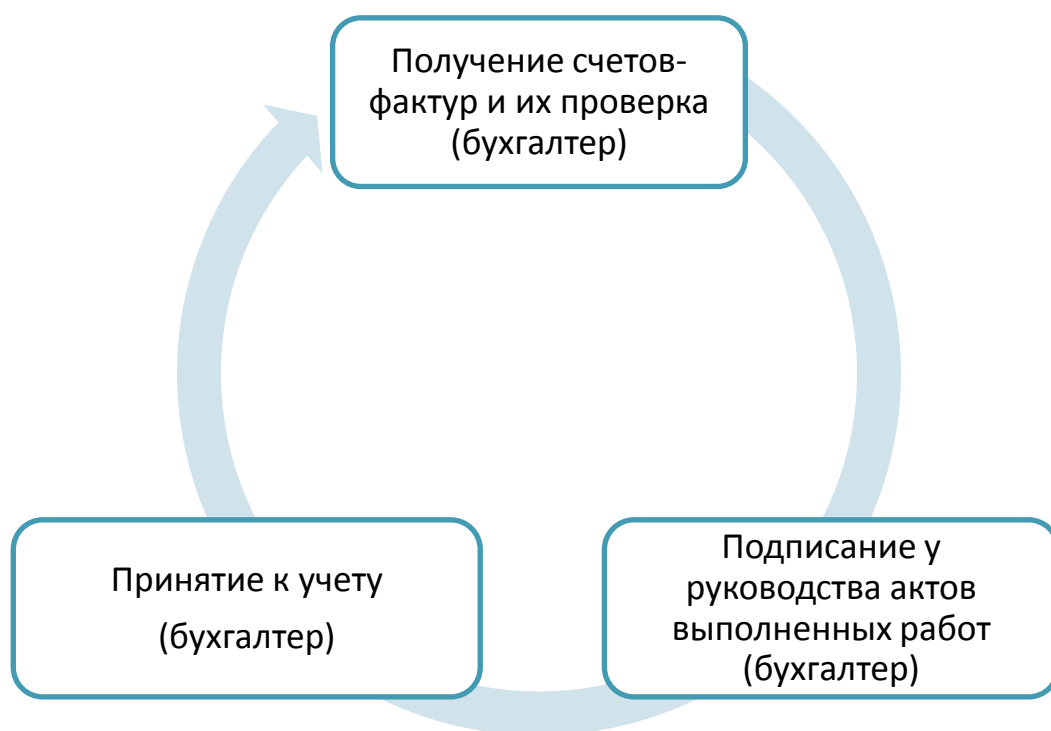 Получение счетов-
фактур и их проверка
(бухгалтер)
Подписание у
руководства актов
выполненных работ
(бухгалтер)
Принятие к учету
(бухгалтер)